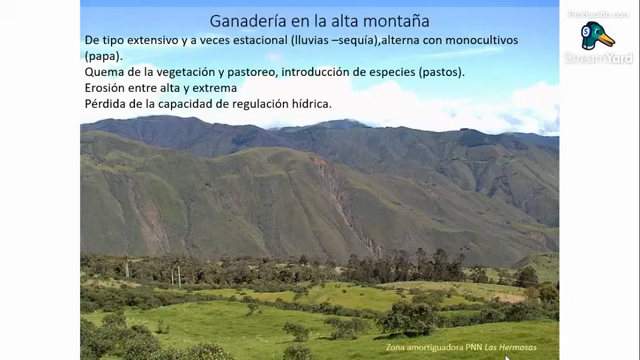 Ganadería en la alta montaña
Producido con
StreamYard
De tipo extensivo y a veces estacional (lluvias –sequía),alterna con monocultivos
(papa).
Quema de la vegetación y pastoreo, introducción de especies (pastos).
Erosión entre alta y extrema
Pérdida de la capacidad de regulación hídrica.
Zona amortiguadora PNN Las Hermosas